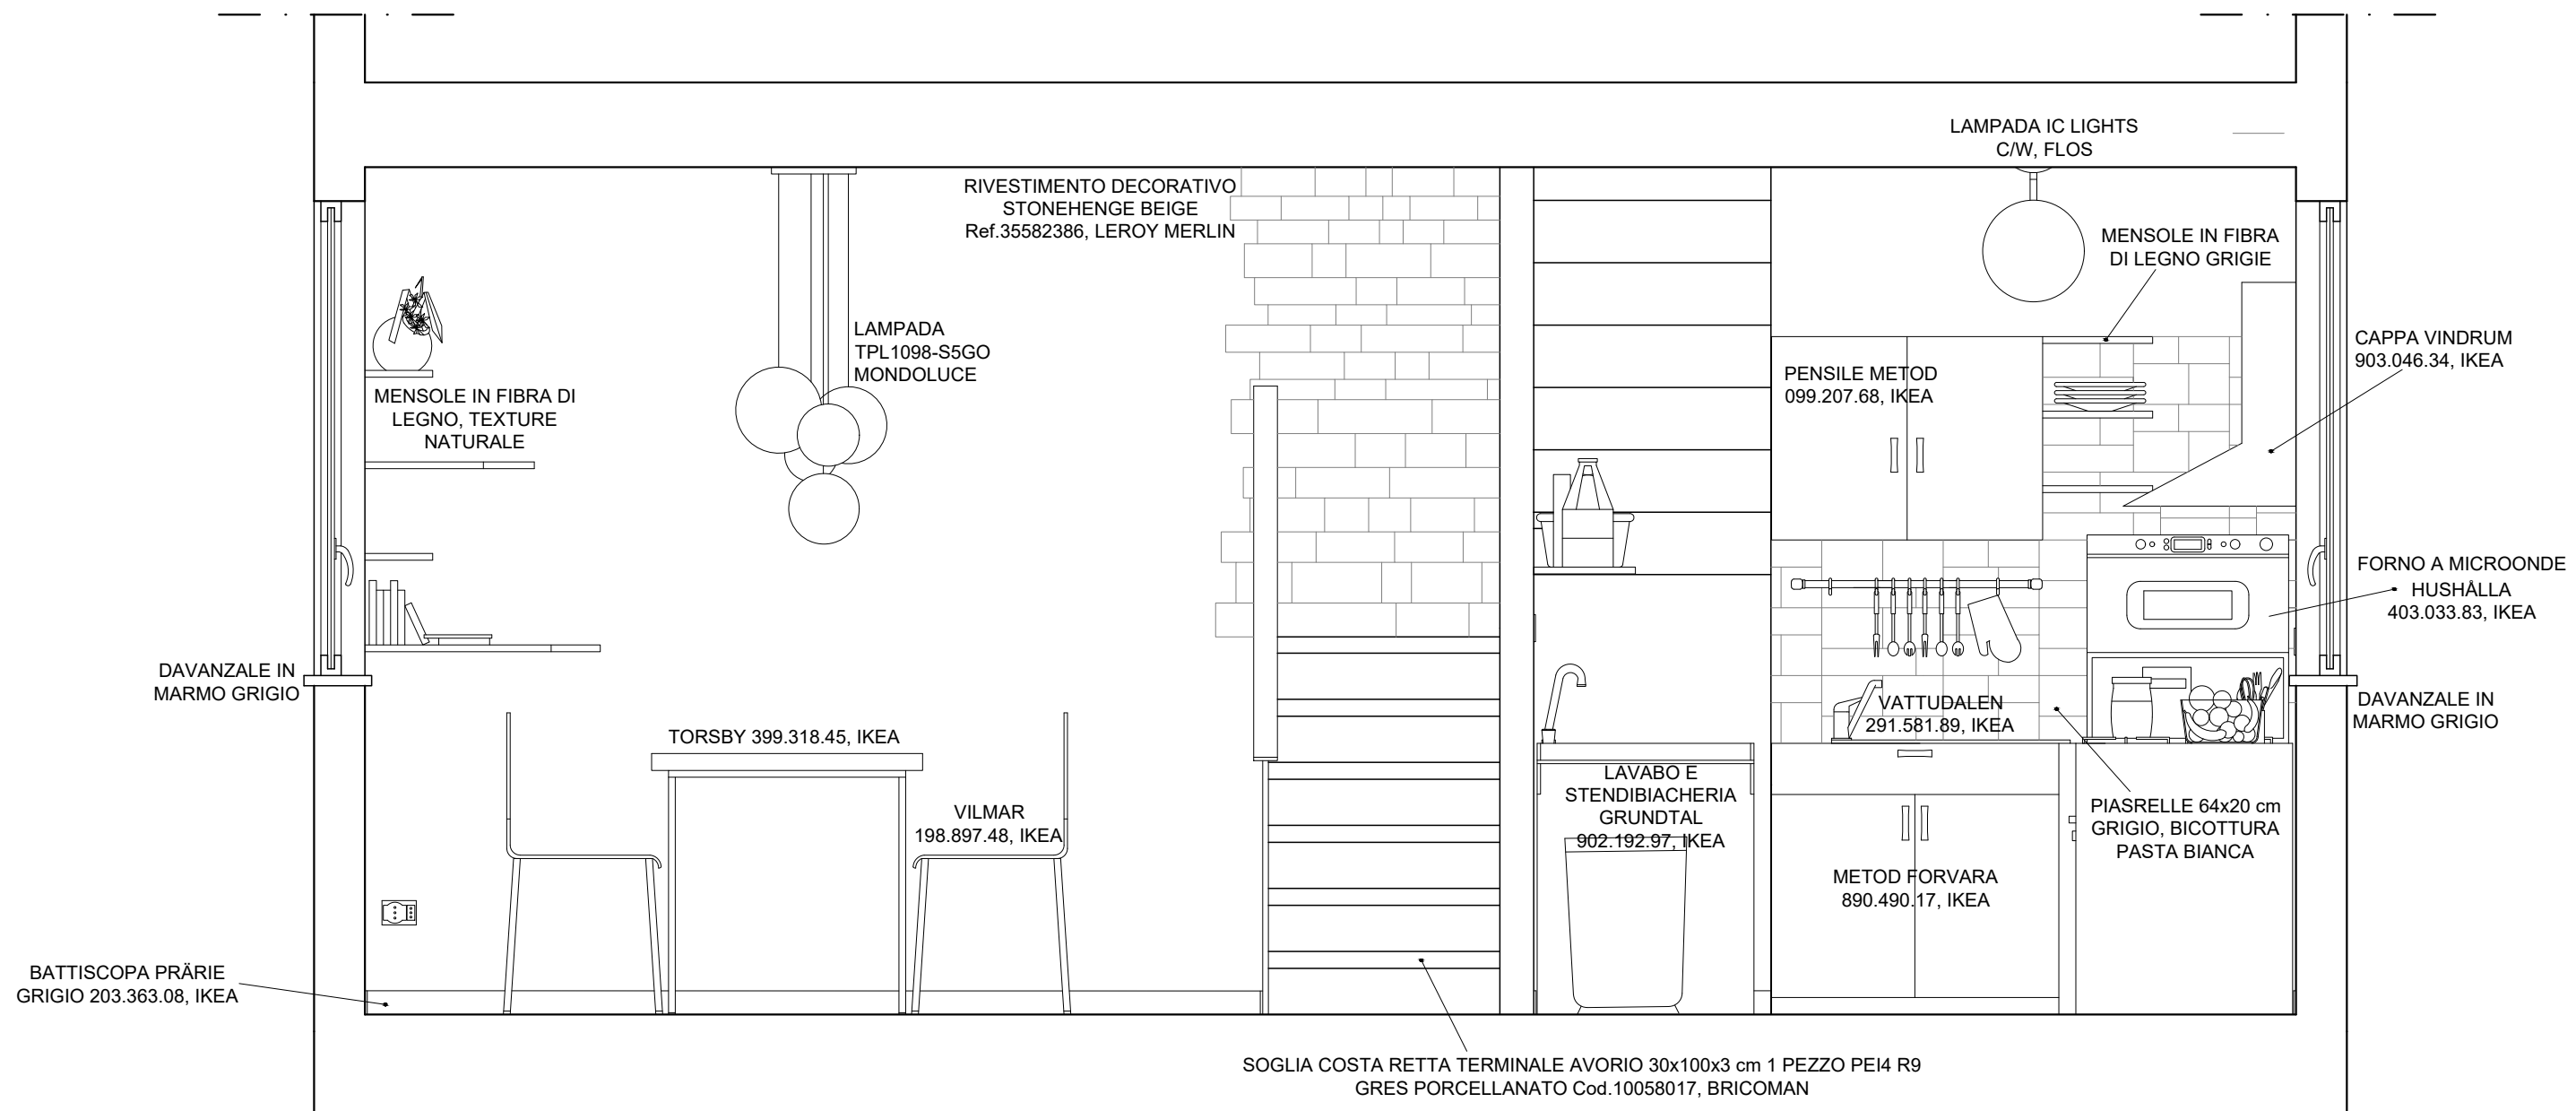 LAMPADA IC LIGHTS
C/W, FLOS
RIVESTIMENTO DECORATIVO
STONEHENGE BEIGE
Ref.35582386, LEROY MERLIN
MENSOLE IN FIBRA
DI LEGNO GRIGIE
LAMPADA
TPL1098-S5GO
MONDOLUCE
CAPPA VINDRUM
903.046.34, IKEA
PENSILE METOD
099.207.68, IKEA
MENSOLE IN FIBRA DI
LEGNO, TEXTURE
NATURALE
FORNO A MICROONDE
HUSHÅLLA
403.033.83, IKEA
DAVANZALE IN
MARMO GRIGIO
VATTUDALEN
291.581.89, IKEA
DAVANZALE IN
MARMO GRIGIO
TORSBY 399.318.45, IKEA
LAVABO E
STENDIBIACHERIA
GRUNDTAL
902.192.97, IKEA
VILMAR
198.897.48, IKEA
PIASRELLE 64x20 cm
GRIGIO, BICOTTURA
PASTA BIANCA
METOD FORVARA
890.490.17, IKEA
BATTISCOPA PRÄRIE
GRIGIO 203.363.08, IKEA
SOGLIA COSTA RETTA TERMINALE AVORIO 30x100x3 cm 1 PEZZO PEI4 R9
GRES PORCELLANATO Cod.10058017, BRICOMAN